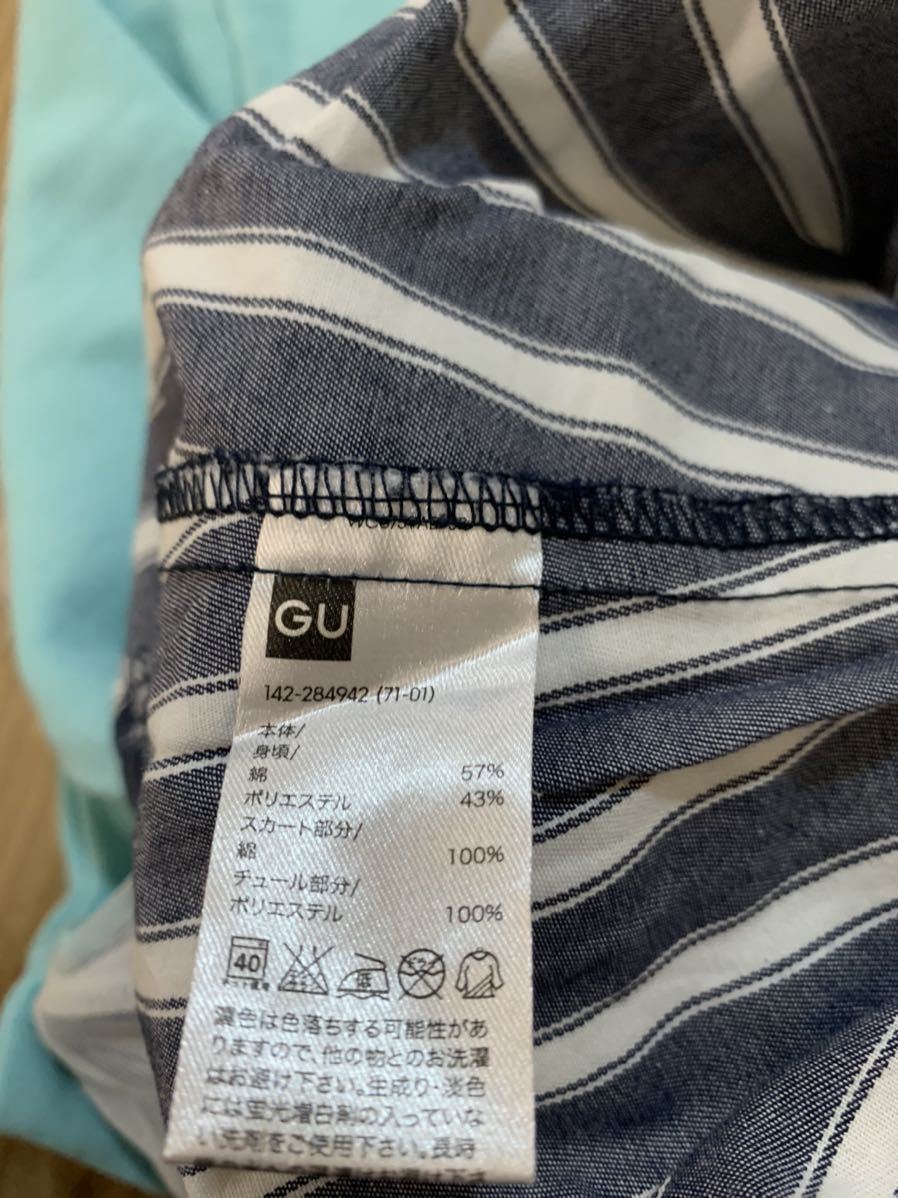 GU
142-284942 (71-01)
本体/
身頃/
綿 57%
ポリエステル 43%
スカート部分/
綿 100%
チュール部分/
ポリエステル 100%
40
低
濃色は色落ちする可能性があ
りますので、他の物とのお洗濯
はお避け下さい。生成り・淡色
には蛍光増白剤の入っていな
い洗剤をご使用下さい。長時